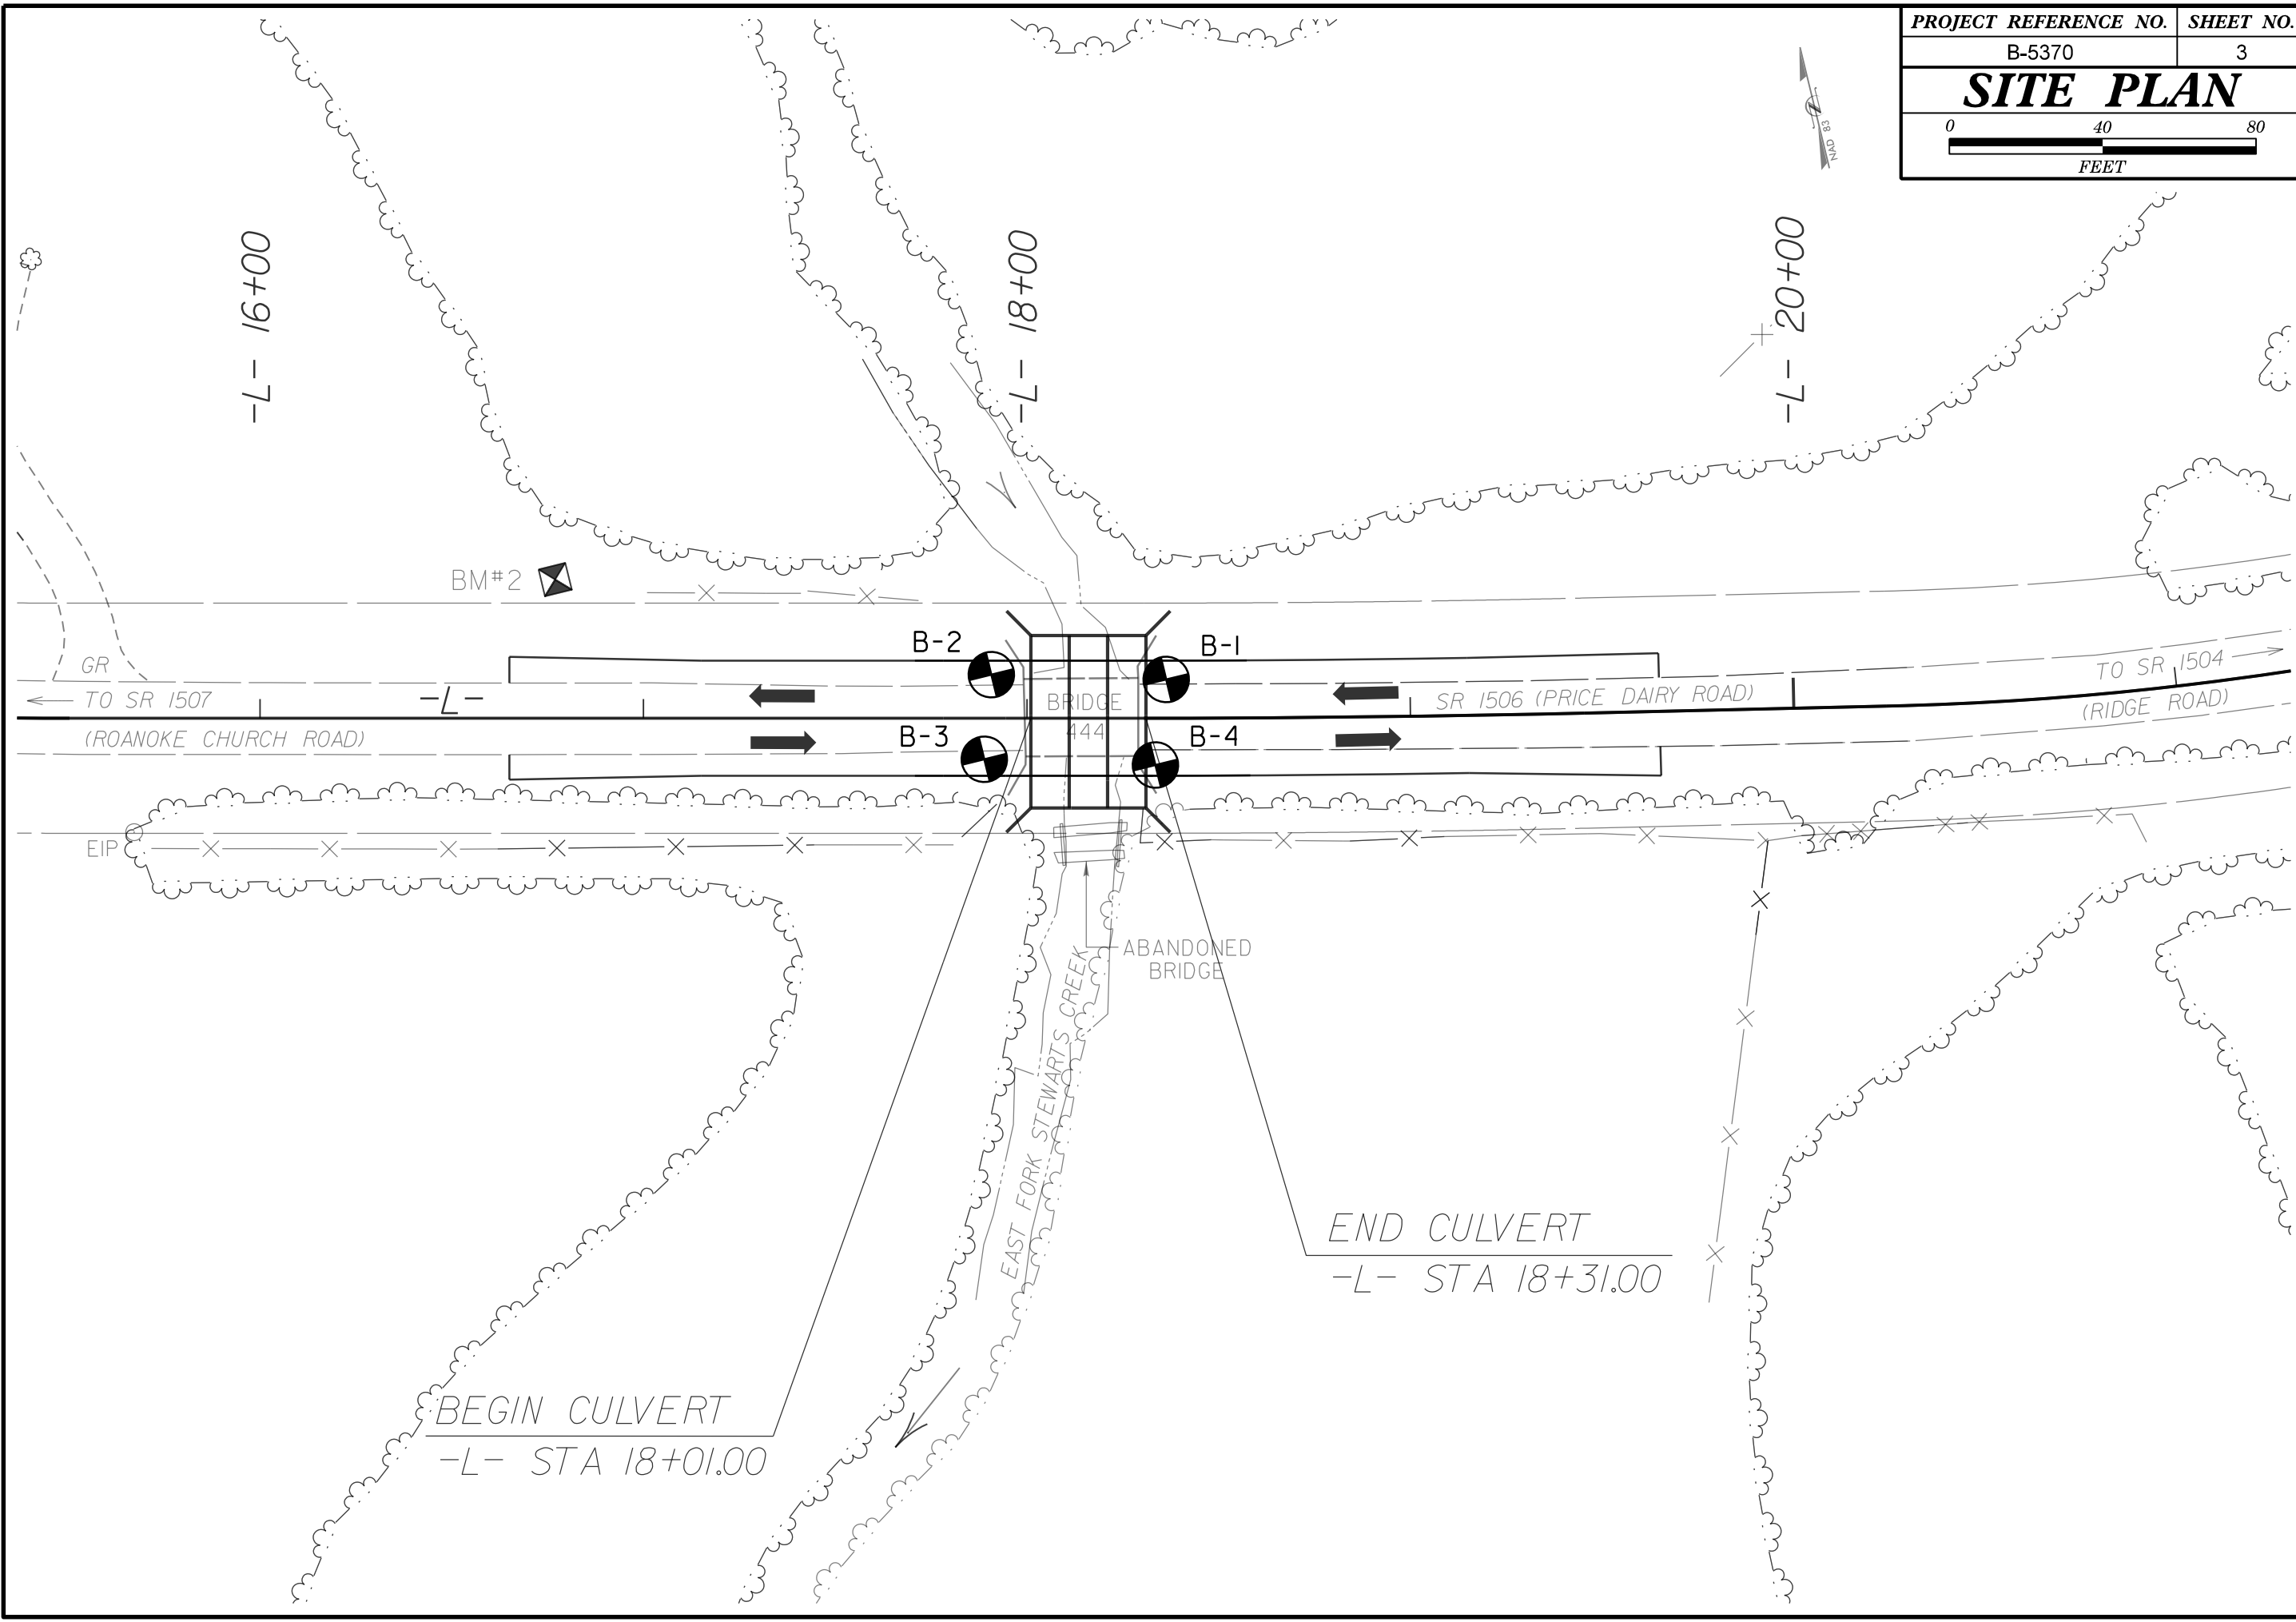 PROJECT REFERENCE NO. SHEET NO.
B-5370 3
SITE PLAN
0 40 80
FEET
N
NAD 83
-L- 16+00
-L- 18+00
-L- 20+00
BM#2
B-2
B-1
GR
TO SR 1507
-L-
BRIDGE
444
SR 1506 (PRICE DAIRY ROAD)
TO SR 1504
(RIDGE ROAD)
(ROANOKE CHURCH ROAD)
B-3
B-4
EIP
ABANDONED
BRIDGE
EAST FORK STEWARTS CREEK
END CULVERT
-L- STA 18+31.00
BEGIN CULVERT
-L- STA 18+01.00